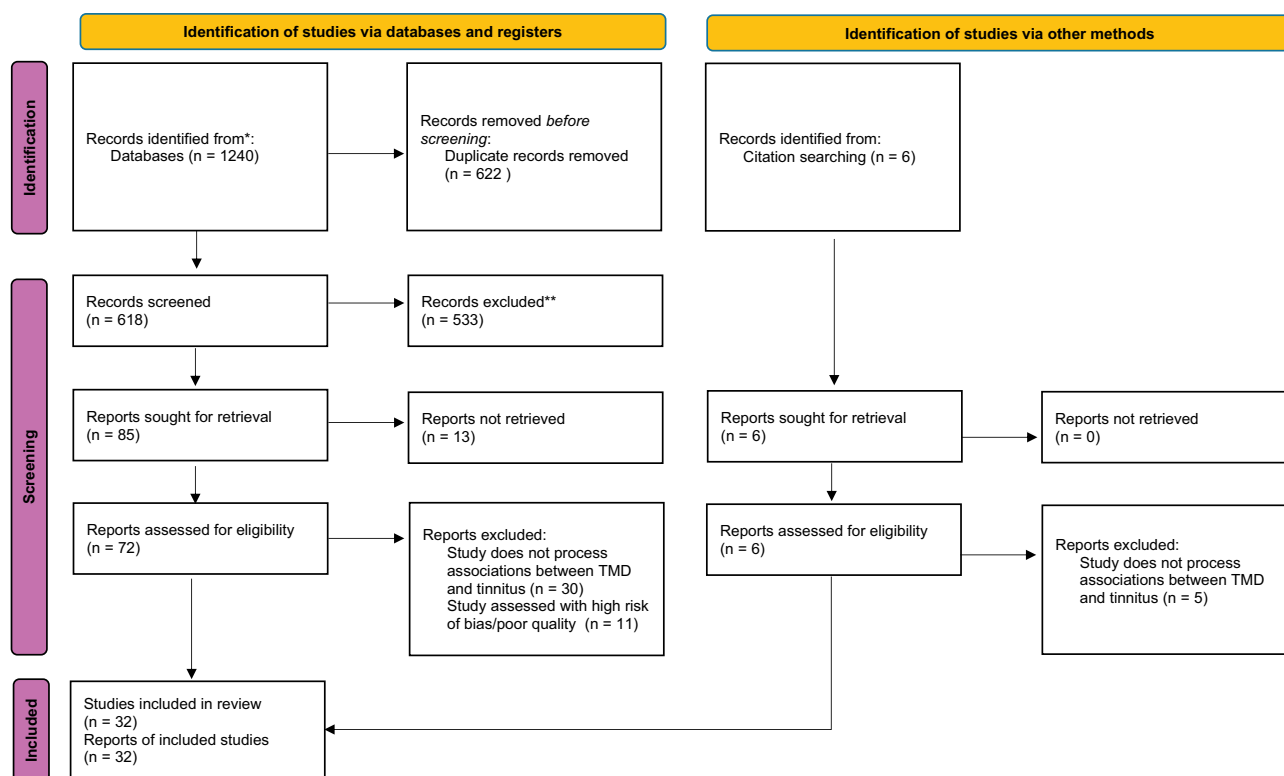 Identification of studies via databases and registers
Identification of studies via other methods
Identification
Records identified from*:
Databases (n = 1240)
Records removed before
screening:
Duplicate records removed
(n = 622 )
Records identified from:
Citation searching (n = 6)
Screening
Records screened
(n = 618)
Records excluded**
(n = 533)
Reports sought for retrieval
(n = 85)
Reports not retrieved
(n = 13)
Reports sought for retrieval
(n = 6)
Reports not retrieved
(n = 0)
Reports assessed for eligibility
(n = 72)
Reports excluded:
Study does not process
associations between TMD
and tinnitus (n = 30)
Study assessed with high risk
of bias/poor quality (n = 11)
Reports assessed for eligibility
(n = 6)
Reports excluded:
Study does not process
associations between TMD
and tinnitus (n = 5)
Included
Studies included in review
(n = 32)
Reports of included studies
(n = 32)